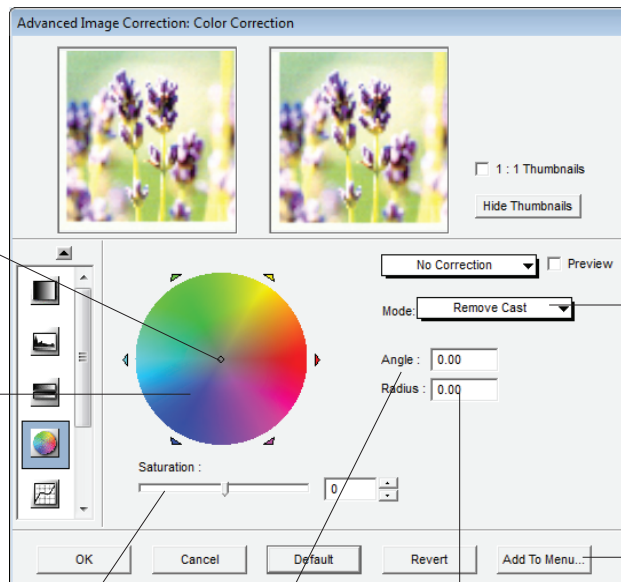 Advanced Image Correction: Color Correction
1 : 1 Thumbnails
Hide Thumbnails
No Correction
Preview
Mode:
Remove Cast
Angle :
0.00
Radius :
0.00
Saturation :
0
OK
Cancel
Default
Revert
Add To Menu...